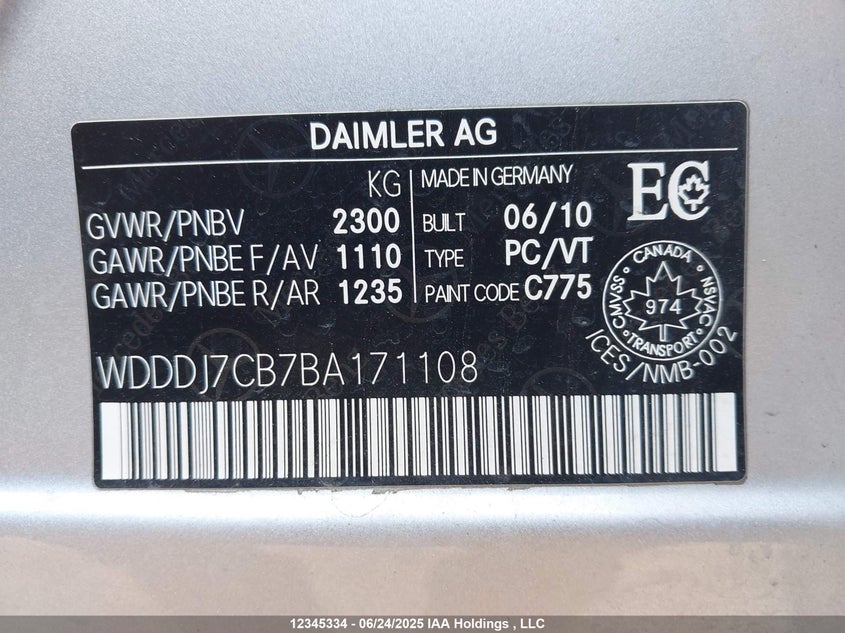 DAIMLER AG
KG
MADE IN GERMANY
GVWR/PNBV 2300
BUILT 06/10
GAWR/PNBE F/AV 1110
TYPE PC/VT
GAWR/PNBE R/AR 1235
PAINT CODE C775
EC
CANADA
CMVSS 974 NSVAC
TRANSPORT
ICES/NMB-002
WDDDJ7CB7BA171108
12345334 - 06/24/2025 IAA Holdings , LLC